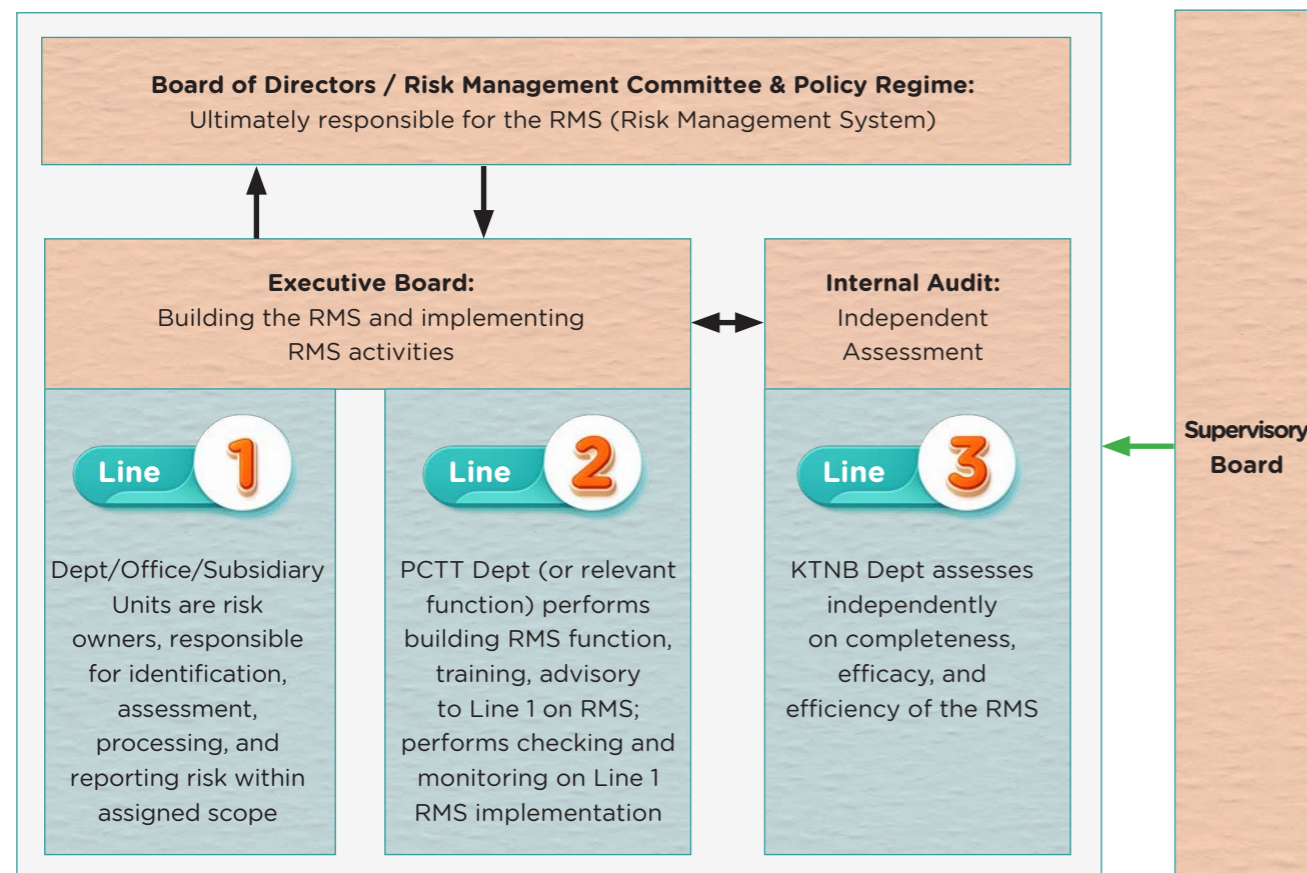 Board of Directors / Risk Management Committee & Policy Regime:
Ultimately responsible for the RMS (Risk Management System)
Executive Board:
Building the RMS and implementing
RMS activities
Internal Audit:
Independent
Assessment
Line 1
Dept/Office/Subsidiary
Units are risk
owners, responsible
for identification,
assessment,
processing, and
reporting risk within
assigned scope
Line 2
PCTT Dept (or relevant
function) performs
building RMS function,
training, advisory
to Line 1 on RMS;
performs checking and
monitoring on Line 1
RMS implementation
Line 3
KTNB Dept assesses
independently
on completeness,
efficacy, and
efficiency of the RMS
Supervisory
Board